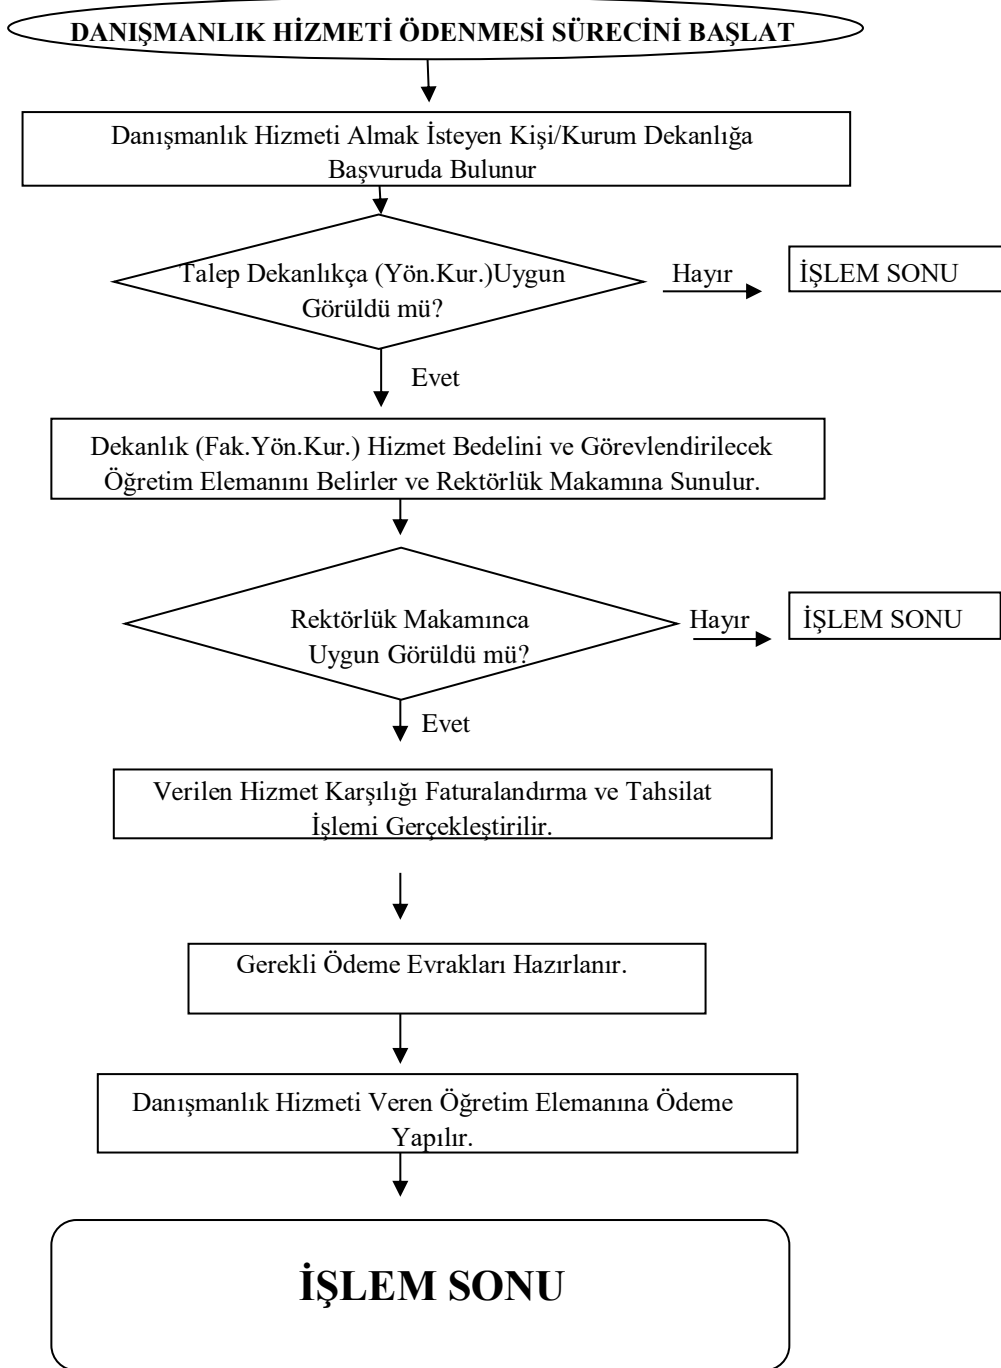 DANIŞMANLIK HİZMETİ ÖDENMESİ SÜRECİNİ BAŞLAT
Danışmanlık Hizmeti Almak İsteyen Kişi/Kurum Dekanlığa
Başvuruda Bulunur
Talep Dekanlıkça (Yön.Kur.)Uygun
Görüldü mü?
Hayır
İŞLEM SONU
Evet
Dekanlık (Fak.Yön.Kur.) Hizmet Bedelini ve Görevlendirilecek
Öğretim Elemanını Belirler ve Rektörlük Makamına Sunulur.
Rektörlük Makamınca
Uygun Görüldü mü?
Hayır
İŞLEM SONU
Evet
Verilen Hizmet Karşılığı Faturalandırma ve Tahsilat
İşlemi Gerçekleştirilir.
Gerekli Ödeme Evrakları Hazırlanır.
Danışmanlık Hizmeti Veren Öğretim Elemanına Ödeme
Yapılır.
İŞLEM SONU